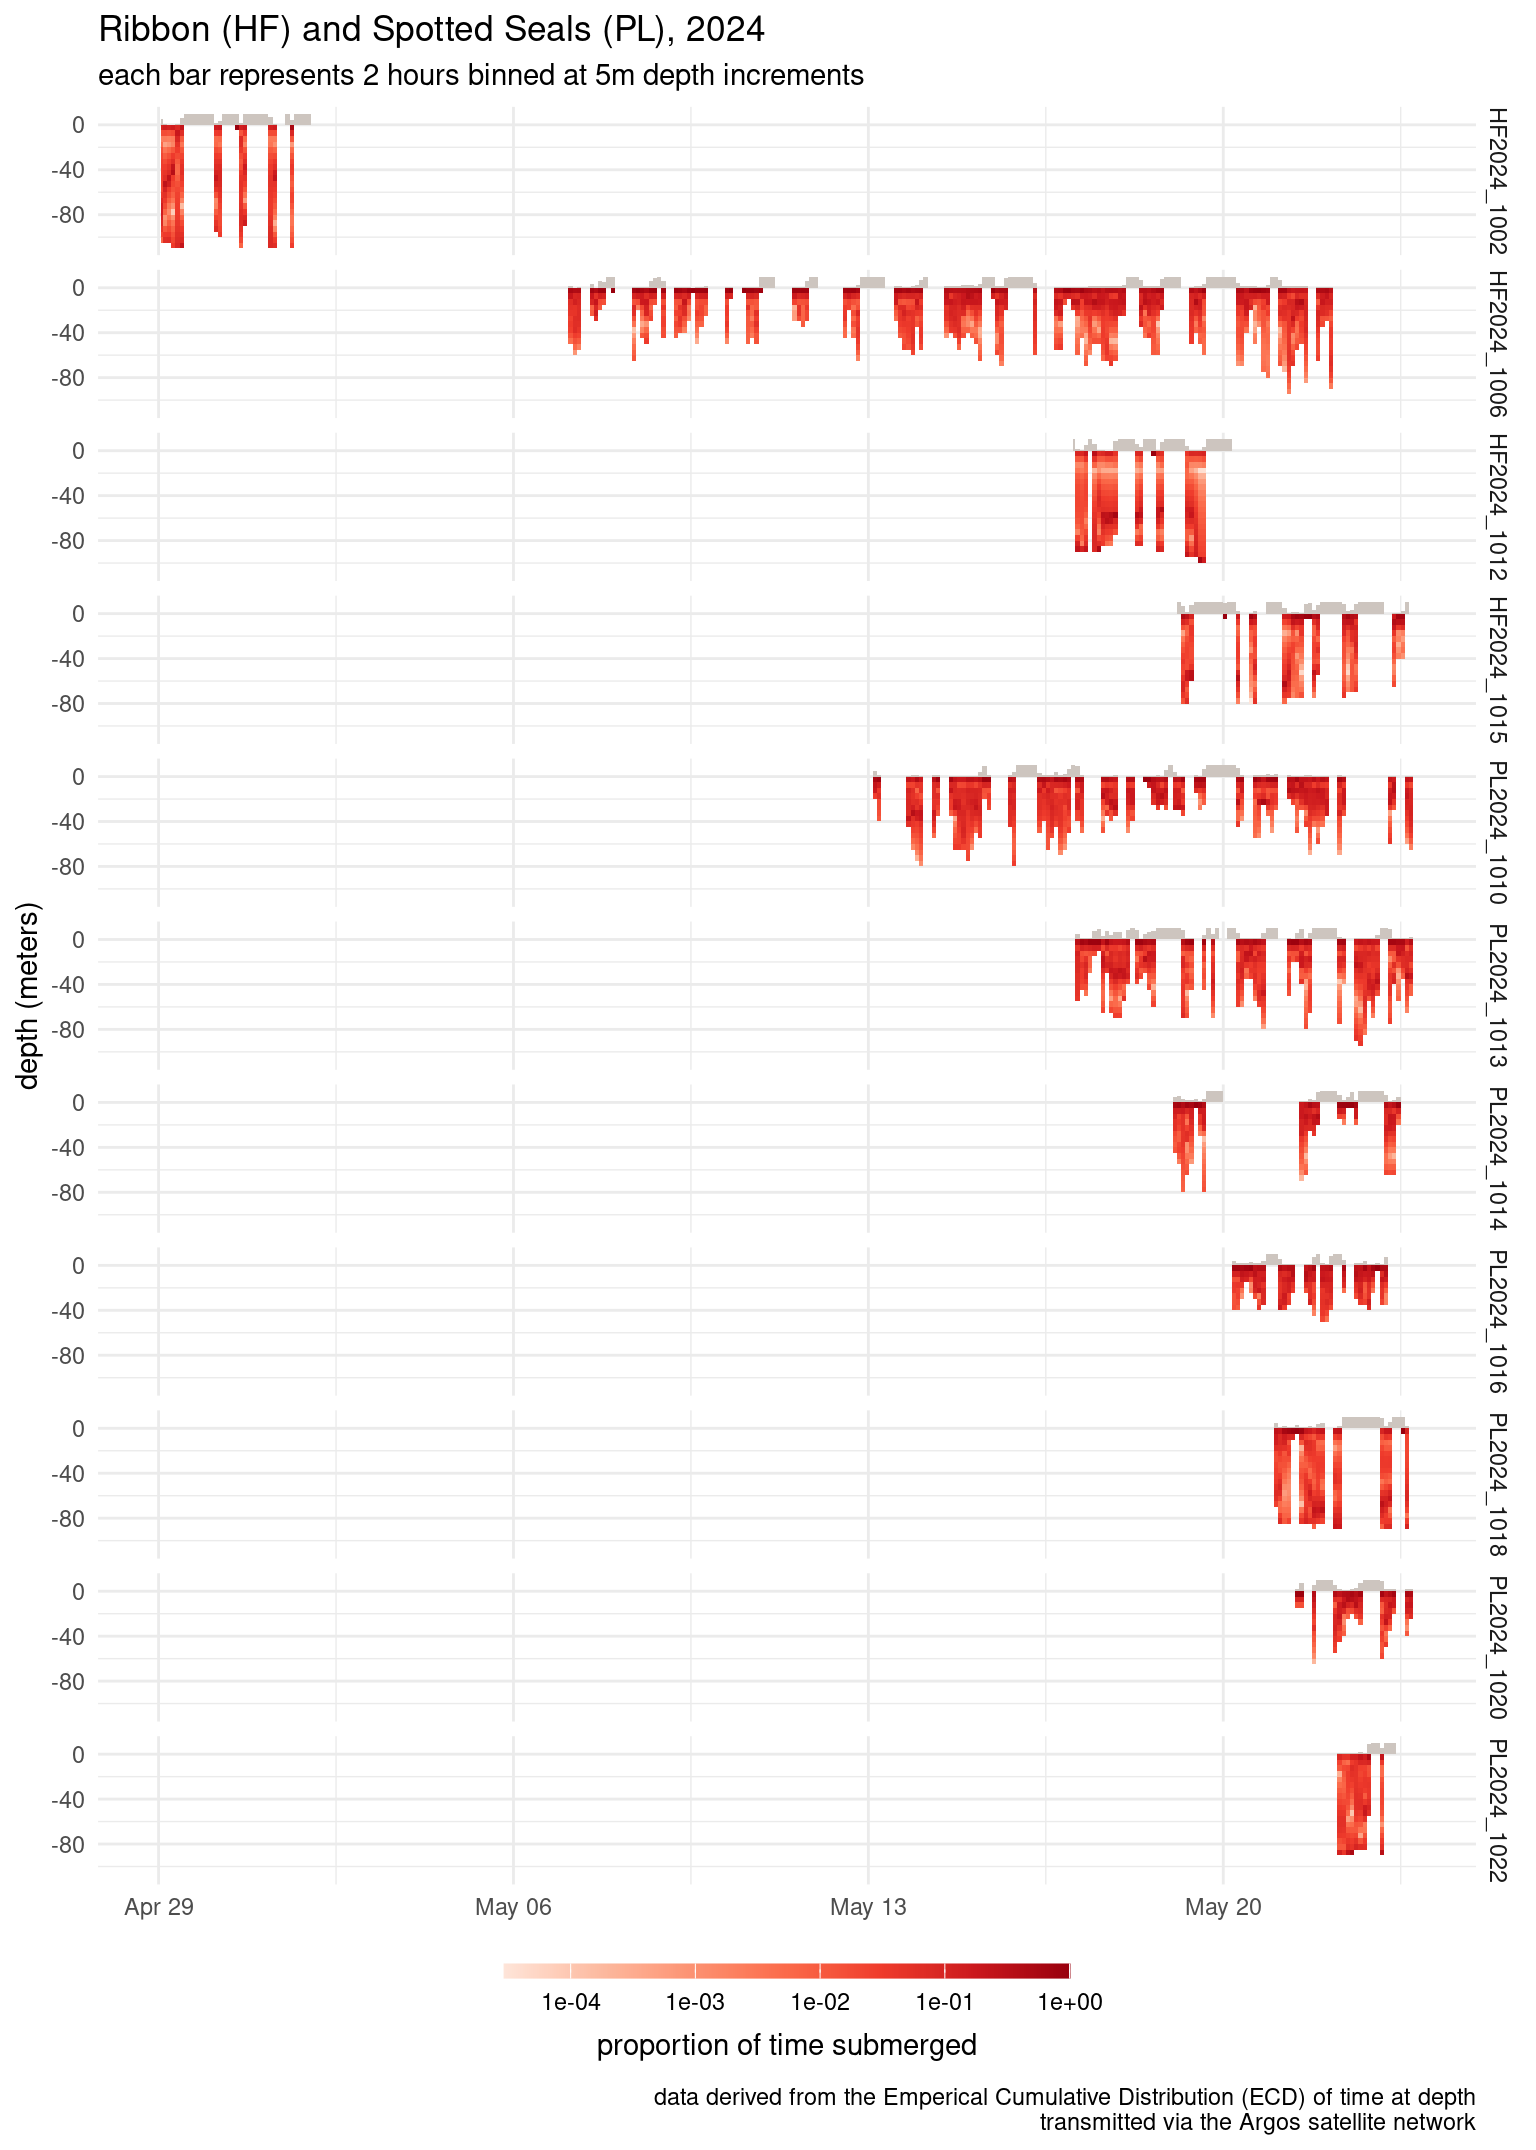 Ribbon (HF) and Spotted Seals (PL), 2024
each bar represents 2 hours binned at 5m depth increments
0
-40
-80
HF2024_1002
0
-40
-80
HF2024_1006
0
-40
-80
HF2024_1012
0
-40
-80
HF2024_1015
0
-40
-80
PL2024_1010
depth (meters)
0
-40
-80
PL2024_1013
0
-40
-80
PL2024_1014
0
-40
-80
PL2024_1016
0
-40
-80
PL2024_1018
0
-40
-80
PL2024_1020
0
-40
-80
PL2024_1022
Apr 29 May 06 May 13 May 20
1e-04 1e-03 1e-02 1e-01 1e+00
proportion of time submerged
data derived from the Emperical Cumulative Distribution (ECD) of time at depth
transmitted via the Argos satellite network